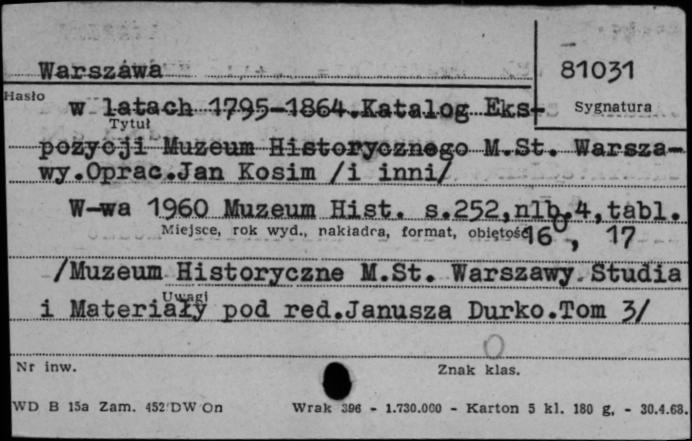 Warszawa
81031
Hasło
Sygnatura
w latach 1795-1864.Katalog Eks-
Tytuł
pozycji Muzeum Historycznego M.St. Warsza-
wy.Oprac.Jan Kosim /i inni/
W-wa 1960 Muzeum Hist. s.252,nlb.4,tabl.
Miejsce, rok wyd., nakładca, format, objętość
16°, 17
/Muzeum Historyczne M.St. Warszawy.Studia
Uwagi
i Materiały pod red.Janusza Durko.Tom 3/
Nr inw.
Znak klas.
WD B 15a Zam. 452 DW On
Wrak 396 - 1.730.000 - Karton 5 kl. 180 g, - 30.4.68.